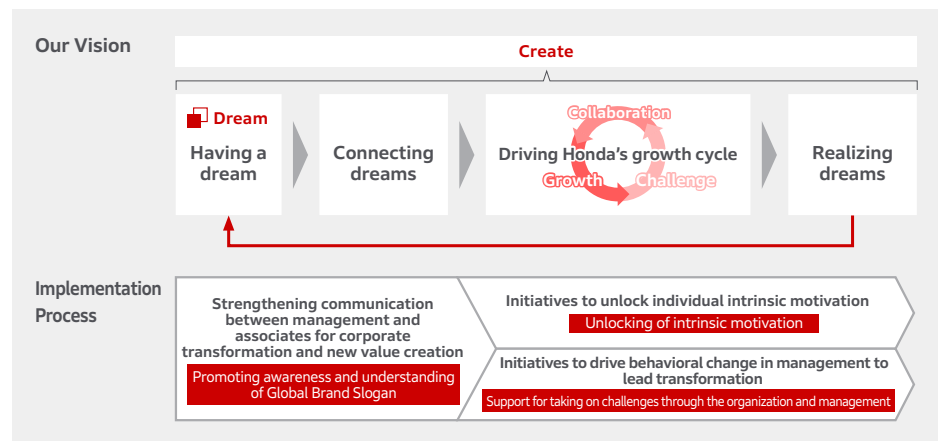 Our Vision
Create
Dream
Having a
dream
Connecting
dreams
Collaboration
Driving Honda's growth cycle
Growth
Challenge
Realizing
dreams
Implementation
Process
Strengthening communication
between management and
associates for corporate
transformation and new value creation
Promoting awareness and understanding
of Global Brand Slogan
Initiatives to unlock individual intrinsic motivation
Unlocking of intrinsic motivation
Initiatives to drive behavioral change in management to
lead transformation
Support for taking on challenges through the organization and management